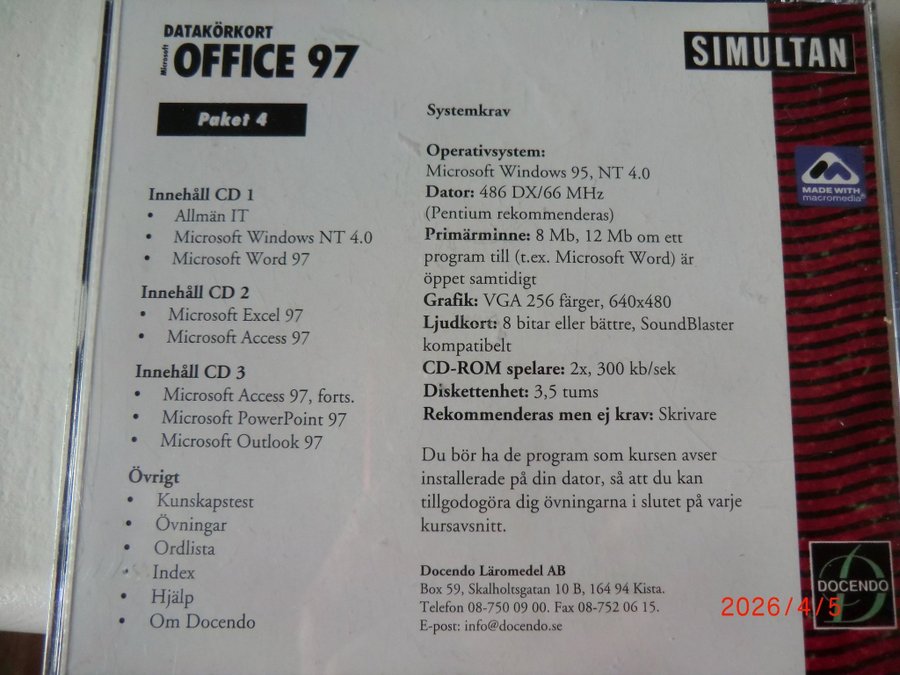 DATAKÖRKORT
Microsoft
OFFICE 97
Paket 4
Innehåll CD 1
• Allmän IT
• Microsoft Windows NT 4.0
• Microsoft Word 97
Innehåll CD 2
• Microsoft Excel 97
• Microsoft Access 97
Innehåll CD 3
• Microsoft Access 97, forts.
• Microsoft PowerPoint 97
• Microsoft Outlook 97
Övrigt
• Kunskapstest
• Övningar
• Ordlista
• Index
• Hjälp
• Om Docendo
SIMULTAN
Systemkrav
Operativsystem:
Microsoft Windows 95, NT 4.0
Dator: 486 DX/66 MHz
(Pentium rekommenderas)
Primärminne: 8 Mb, 12 Mb om ett
program till (t.ex. Microsoft Word) är
öppet samtidigt
Grafik: VGA 256 färger, 640x480
Ljudkort: 8 bitar eller bättre, SoundBlaster
kompatibelt
CD-ROM spelare: 2x, 300 kb/sek
Diskettenhet: 3,5 tums
Rekommenderas men ej krav: Skrivare
Du bör ha de program som kursen avser
installerade på din dator, så att du kan
tillgodogöra dig övningarna i slutet på varje
kursavsnitt.
Docendo Läromedel AB
Box 59, Skalholtsgatan 10 B, 164 94 Kista.
Telefon 08-750 09 00. Fax 08-752 06 15.
E-post: info@docendo.se
MADE WITH
macromedia®
DOCENDO
2026/4/5